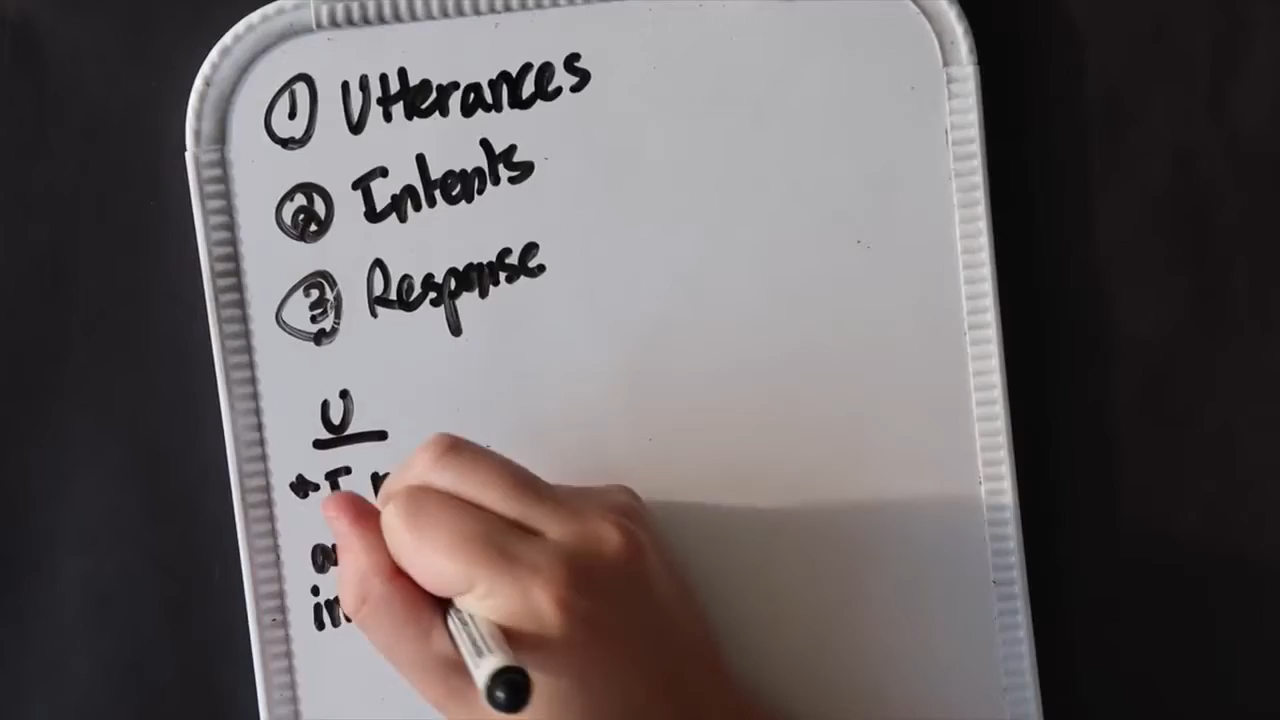 1 Utterances
2 Intents
3 Response
U
I